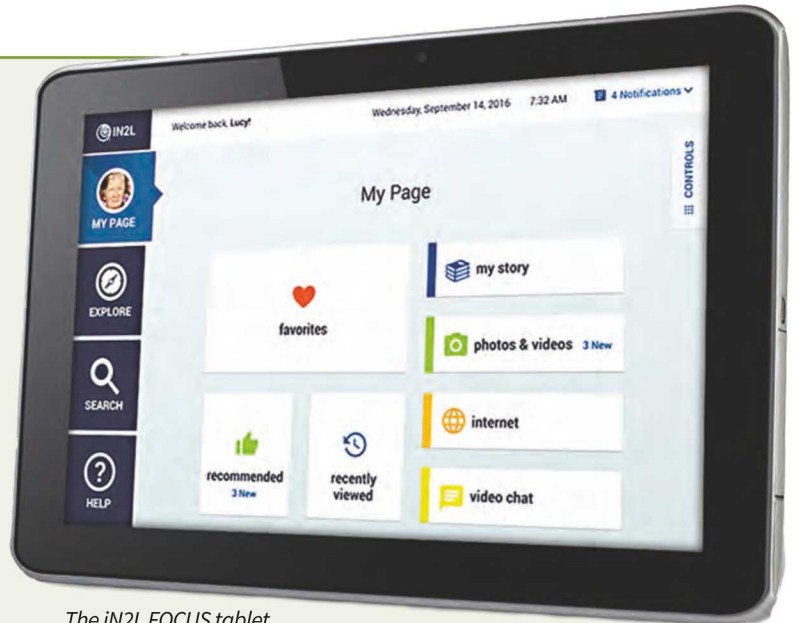 IN2L
Welcome back, Lucy!
Wednesday, September 14, 2016 7:32 AM
4 Notifications
MY PAGE
CONTROLS
My Page
favorites
my story
photos & videos 3 New
EXPLORE
SEARCH
recommended
3 New
recently
viewed
internet
video chat
HELP
The iN2L FOCUS tablet